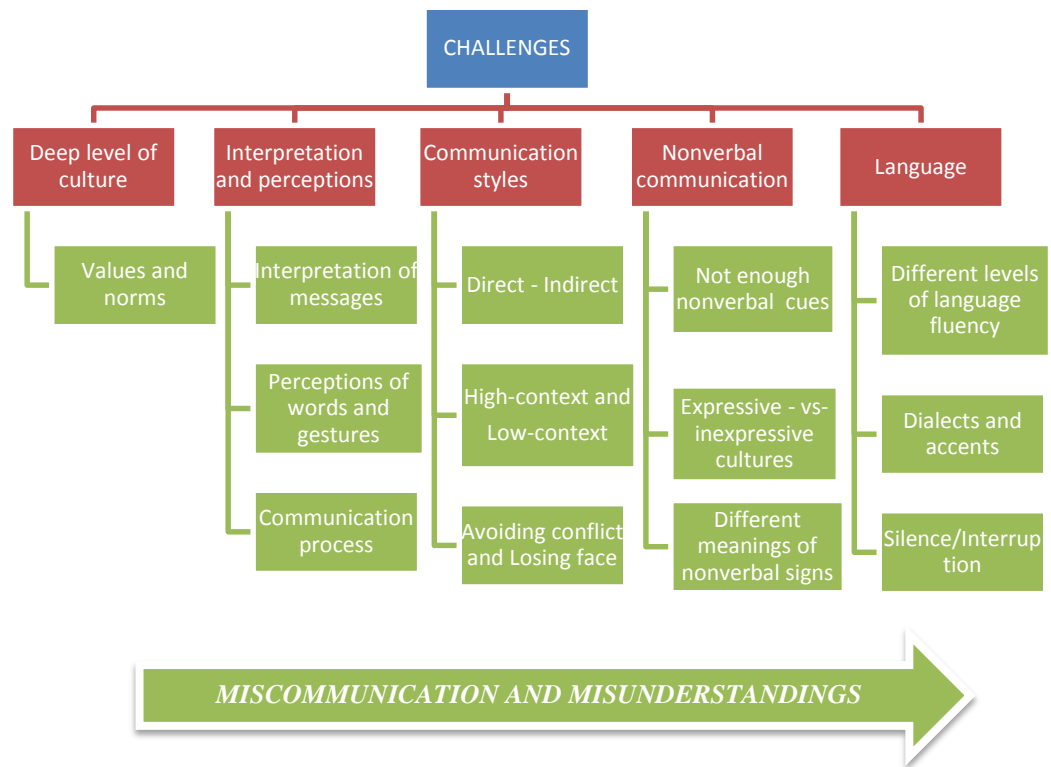 CHALLENGES
Deep level of
culture
Interpretation
and perceptions
Communication
styles
Nonverbal
communication
Language
Values and
norms
Interpretation of
messages
Perceptions of
words and
gestures
Communication
process
Direct - Indirect
High-context and
Low-context
Avoiding conflict
and Losing face
Not enough
nonverbal cues
Expressive - vs-
inexpressive
cultures
Different
meanings of
nonverbal signs
Different levels
of language
fluency
Dialects and
accents
Silence/Interrup
tion
MISCOMMUNICATION AND MISUNDERSTANDINGS